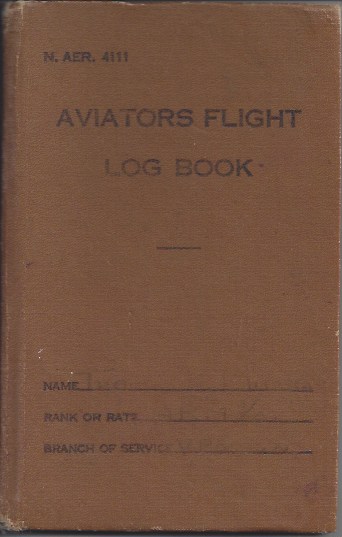 N. AER. 4111
AVIATORS FLIGHT
LOG BOOK
NAME
RANK OR RATE
BRANCH OF SERVICE